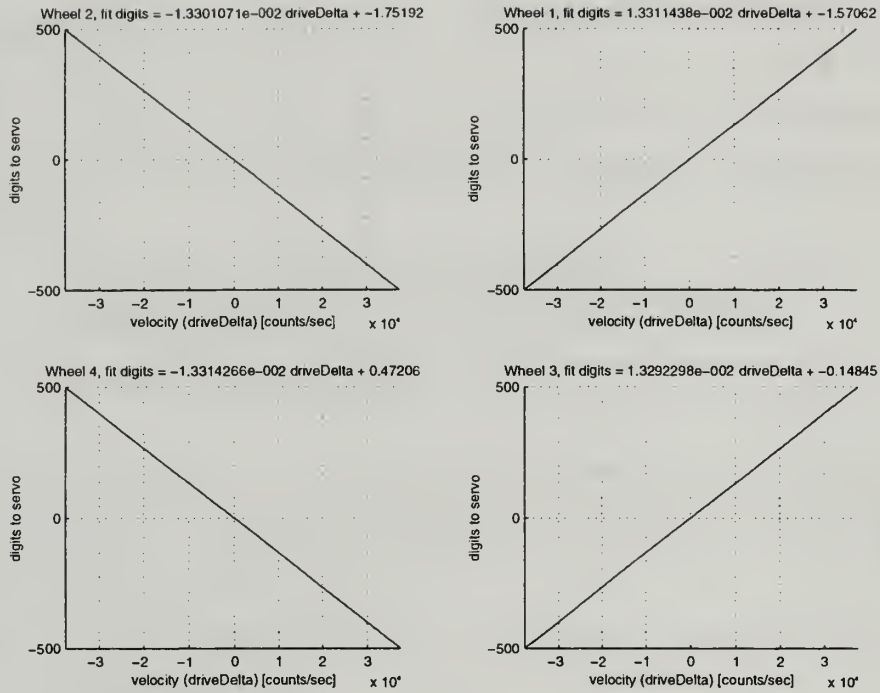 Wheel 2, fit digits = −1.3301071e−002 driveDelta + −1.75192
500
0
−500
digits to servo
−3 −2 −1 0 1 2 3
velocity (driveDelta) [counts/sec] x 10⁴
Wheel 1, fit digits = 1.3311438e−002 driveDelta + −1.57062
500
0
−500
digits to servo
−3 −2 −1 0 1 2 3
velocity (driveDelta) [counts/sec] x 10⁴
Wheel 4, fit digits = −1.3314266e−002 driveDelta + 0.47206
500
0
−500
digits to servo
−3 −2 −1 0 1 2 3
velocity (driveDelta) [counts/sec] x 10⁴
Wheel 3, fit digits = 1.3292298e−002 driveDelta + −0.14845
500
0
−500
digits to servo
−3 −2 −1 0 1 2 3
velocity (driveDelta) [counts/sec] x 10⁴